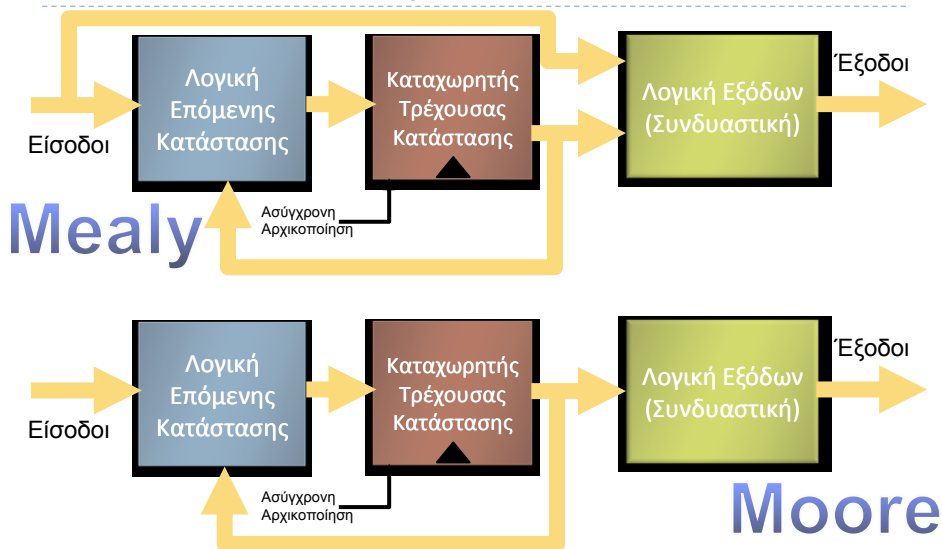 Λογική
Επόμενης
Κατάστασης
Καταχωρητής
Τρέχουσας
Κατάστασης
Λογική Εξόδων
(Συνδυαστική)
Έξοδοι
Είσοδοι
Ασύγχρονη
Αρχικοποίηση
Mealy
Λογική
Επόμενης
Κατάστασης
Καταχωρητής
Τρέχουσας
Κατάστασης
Λογική Εξόδων
(Συνδυαστική)
Έξοδοι
Είσοδοι
Ασύγχρονη
Αρχικοποίηση
Moore